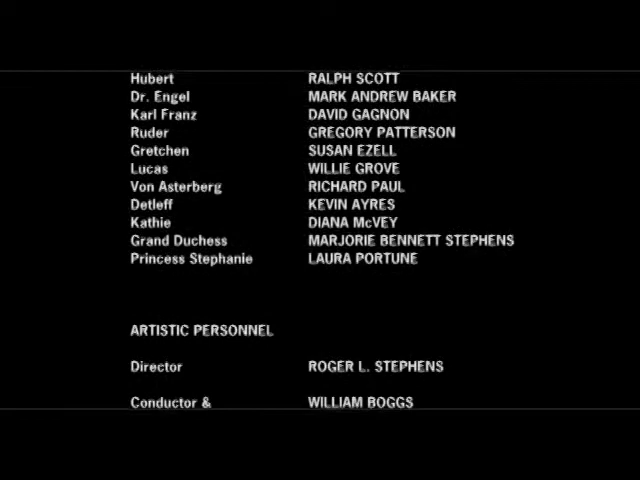 Hubert RALPH SCOTT
Dr. Engel MARK ANDREW BAKER
Karl Franz DAVID GAGNON
Ruder GREGORY PATTERSON
Gretchen SUSAN EZELL
Lucas WILLIE GROVE
Von Asterberg RICHARD PAUL
Detleff KEVIN AYRES
Kathie DIANA McVEY
Grand Duchess MARJORIE BENNETT STEPHENS
Princess Stephanie LAURA PORTUNE
ARTISTIC PERSONNEL
Director ROGER L. STEPHENS
Conductor & WILLIAM BOGGS